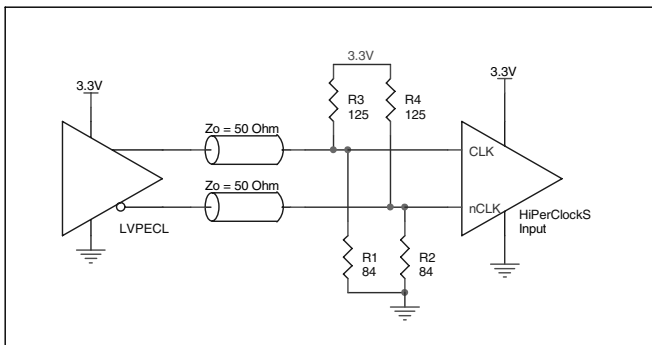 3.3V
3.3V
3.3V
R3
125
R4
125
Zo = 50 Ohm
CLK
Zo = 50 Ohm
nCLK
LVPECL
HiPerClockS
Input
R1
84
R2
84